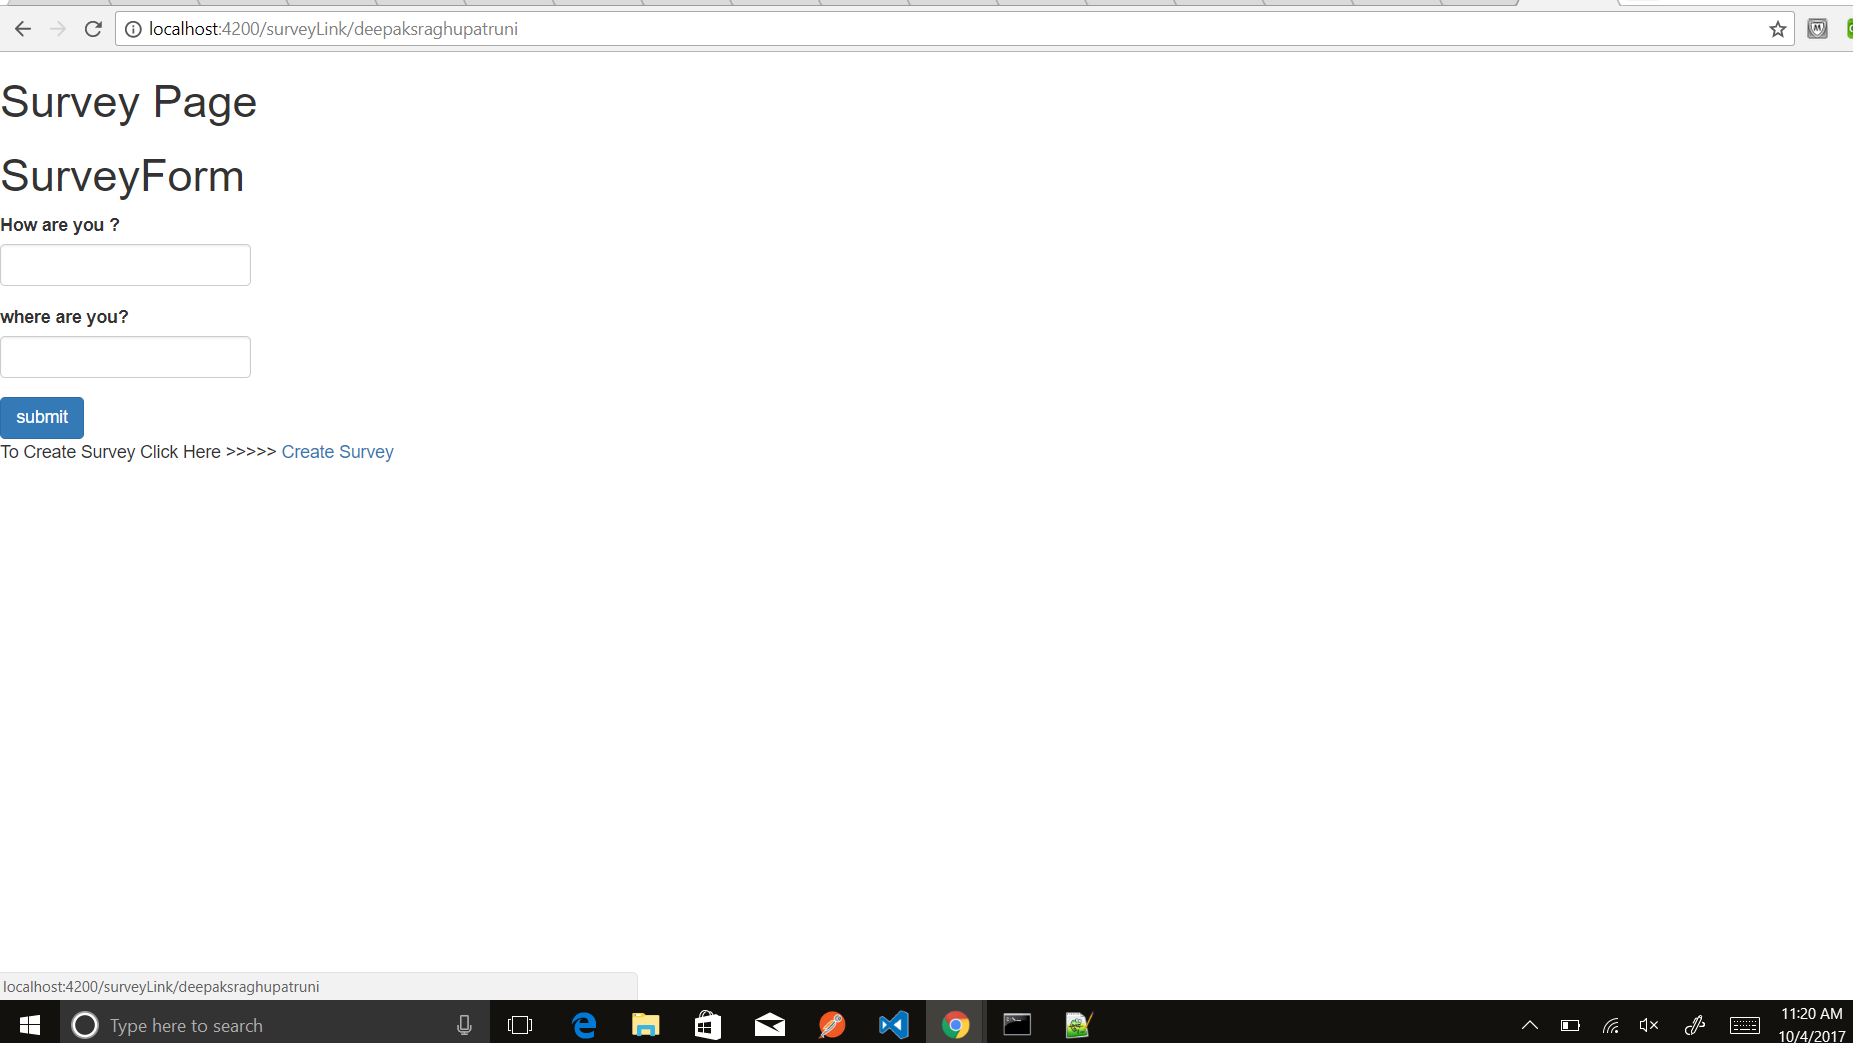 localhost:4200/surveyLink/deepaksraghupatruni
Survey Page
SurveyForm
How are you ?
where are you?
submit
To Create Survey Click Here >>>>> Create Survey
localhost:4200/surveyLink/deepaksraghupatruni
Type here to search
11:20 AM
10/4/2017